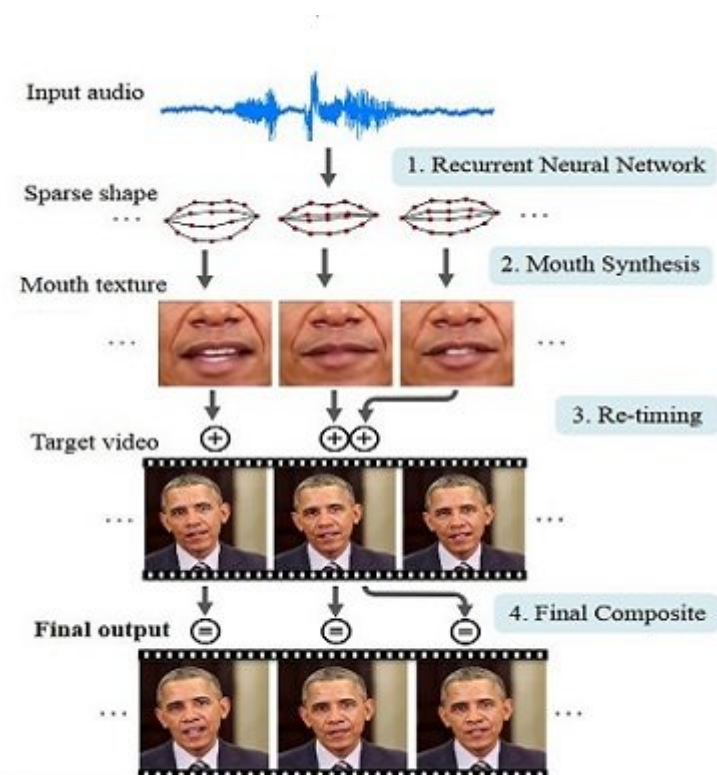 Input audio
1. Recurrent Neural Network
Sparse shape
2. Mouth Synthesis
Mouth texture
3. Re-timing
Target video
4. Final Composite
Final output